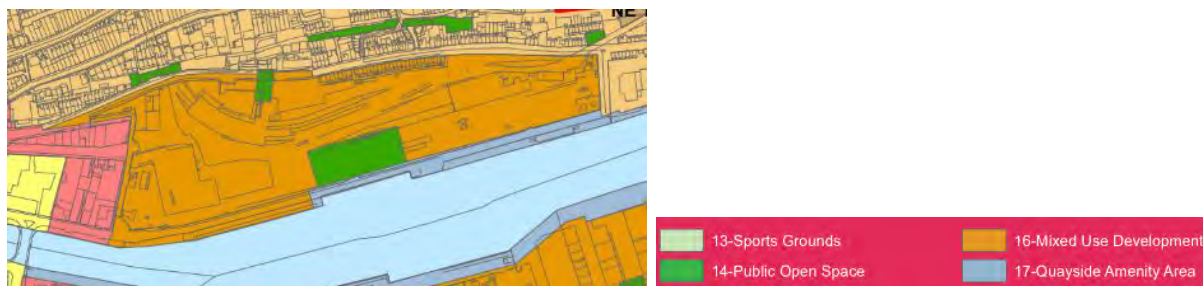 NE
13-Sports Grounds
16-Mixed Use Development
14-Public Open Space
17-Quayside Amenity Area